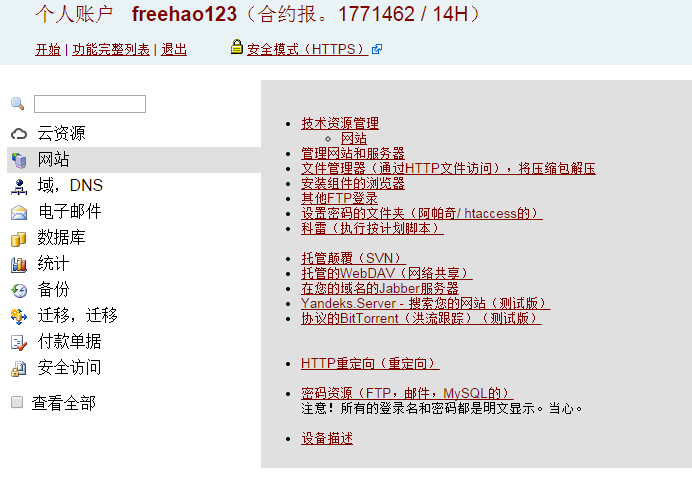 个人账户 freehao123（合约报。1771462 / 14H）
开始 | 功能完整列表 | 退出 安全模式（HTTPS）
云资源
网站
域，DNS
电子邮件
数据库
统计
备份
迁移，迁移
付款单据
安全访问
查看全部
技术资源管理
网站
管理网站和服务器
文件管理器（通过HTTP文件访问），将压缩包解压
安装组件的浏览器
其他FTP登录
设置密码的文件夹（阿帕奇/ htaccess的）
科雷（执行按计划脚本）
托管颠覆（SVN）
托管的WebDAV（网络共享）
在您的域名的Jabber服务器
Yandeks.Server - 搜索您的网站（测试版）
协议的BitTorrent（洪流跟踪）（测试版）
HTTP重定向（重定向）
密码资源（FTP，邮件，MySQL的）
注意！所有的登录名和密码都是明文显示。当心。
设备描述